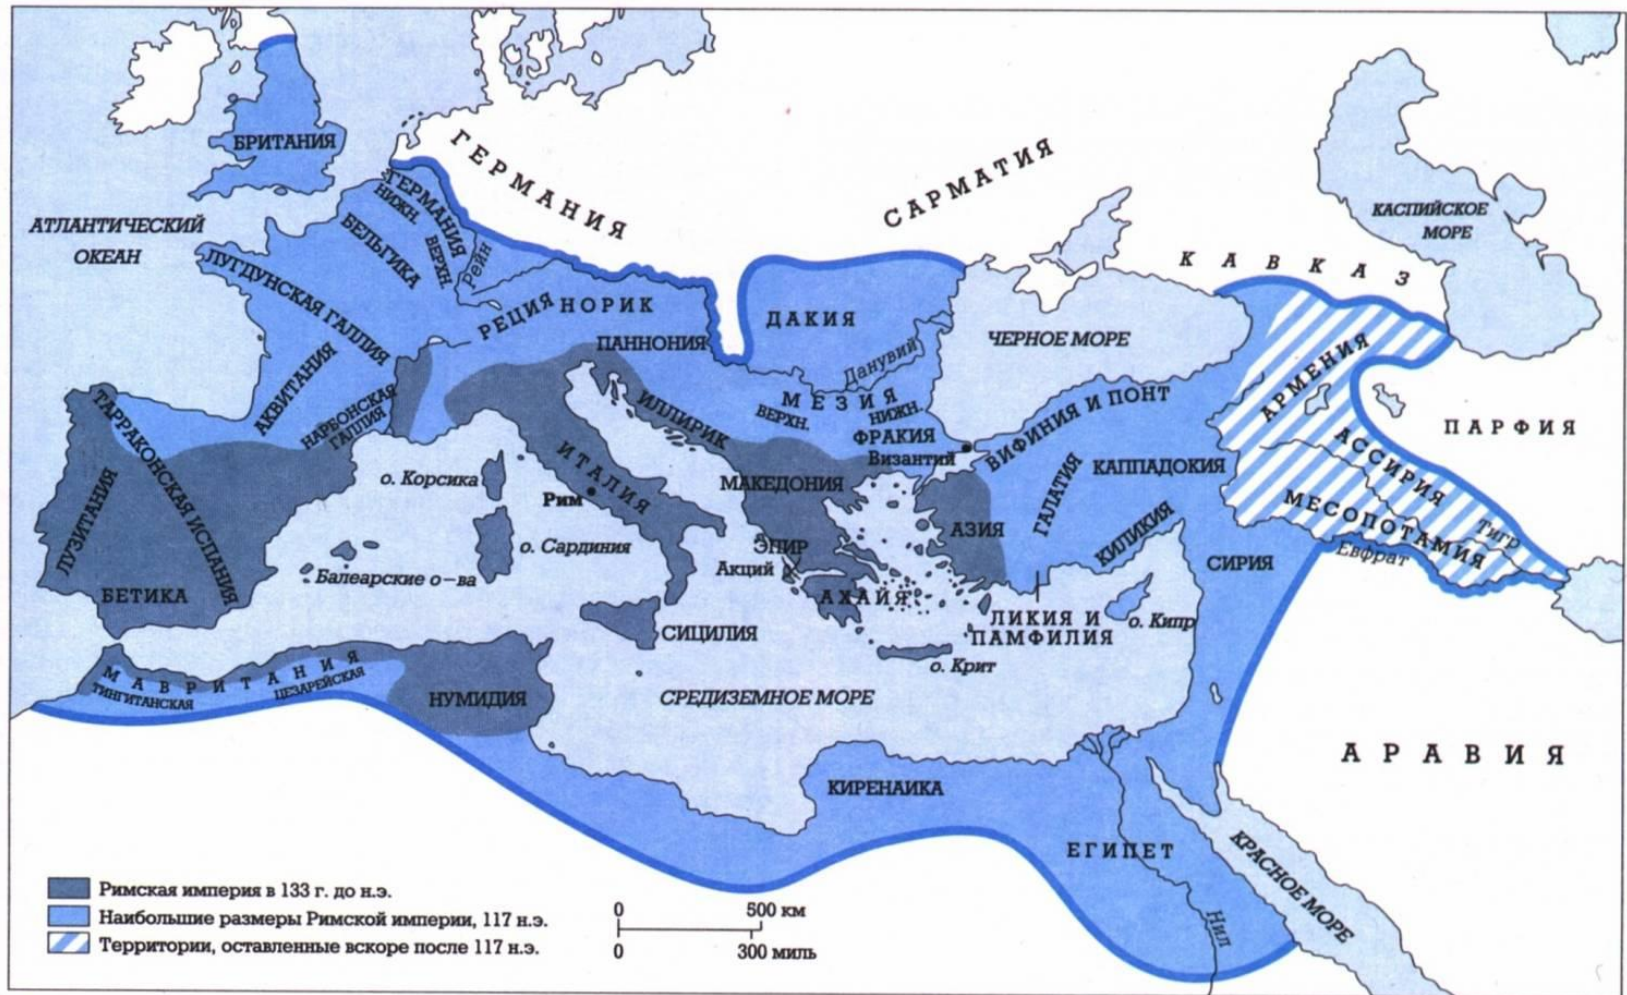 БРИТАНИЯ
ГЕРМАНИЯ
САРМАТИЯ
АТЛАНТИЧЕСКИЙ
ОКЕАН
ГЕРМАНИЯ
НИЖН.
ВЕРХН.
Рейн
БЕЛЬГИКА
ЛУГДУНСКАЯ ГАЛЛИЯ
АКВИТАНИЯ
НАРБОНСКАЯ
ГАЛЛИЯ
РЕЦИЯ
НОРИК
ПАННОНИЯ
ДАКИЯ
Данувий
МЕЗИЯ
ВЕРХН.
НИЖН.
ФРАКИЯ
Византий
ИЛЛИРИК
ЧЕРНОЕ МОРЕ
КАВКАЗ
КАСПИЙСКОЕ
МОРЕ
АРМЕНИЯ
АССИРИЯ
МЕСОПОТАМИЯ
Тигр
Евфрат
ПАРФИЯ
ВИФИНИЯ И ПОНТ
ГАЛАТИЯ
КАППАДОКИЯ
КИЛИКИЯ
АЗИЯ
СИРИЯ
ЛИКИЯ И
ПАМФИЛИЯ
о. Кипр
ТАРРАКОНСКАЯ ИСПАНИЯ
ЛУЗИТАНИЯ
БЕТИКА
о. Корсика
ИТАЛИЯ
Рим
о. Сардиния
Балеарские о-ва
МАКЕДОНИЯ
ЭПИР
Акций
АХАЙЯ
СИЦИЛИЯ
о. Крит
МАВРИТАНИЯ
ТИНГИТАНСКАЯ
ЦЕЗАРЕЙСКАЯ
НУМИДИЯ
СРЕДИЗЕМНОЕ МОРЕ
КИРЕНАИКА
ЕГИПЕТ
Нил
КРАСНОЕ МОРЕ
АРАВИЯ
Римская империя в 133 г. до н.э.
Наибольшие размеры Римской империи, 117 н.э.
Территории, оставленные вскоре после 117 н.э.
0 500 км
0 300 миль